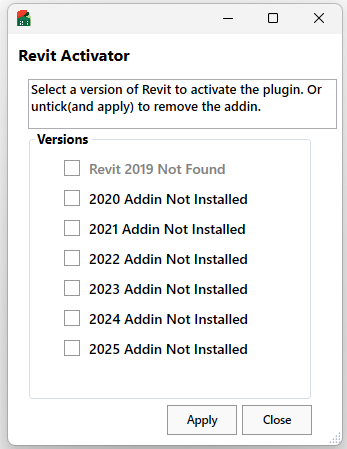 Revit Activator
Select a version of Revit to activate the plugin. Or
untick(and apply) to remove the addin.
Versions
Revit 2019 Not Found
2020 Addin Not Installed
2021 Addin Not Installed
2022 Addin Not Installed
2023 Addin Not Installed
2024 Addin Not Installed
2025 Addin Not Installed
Apply Close